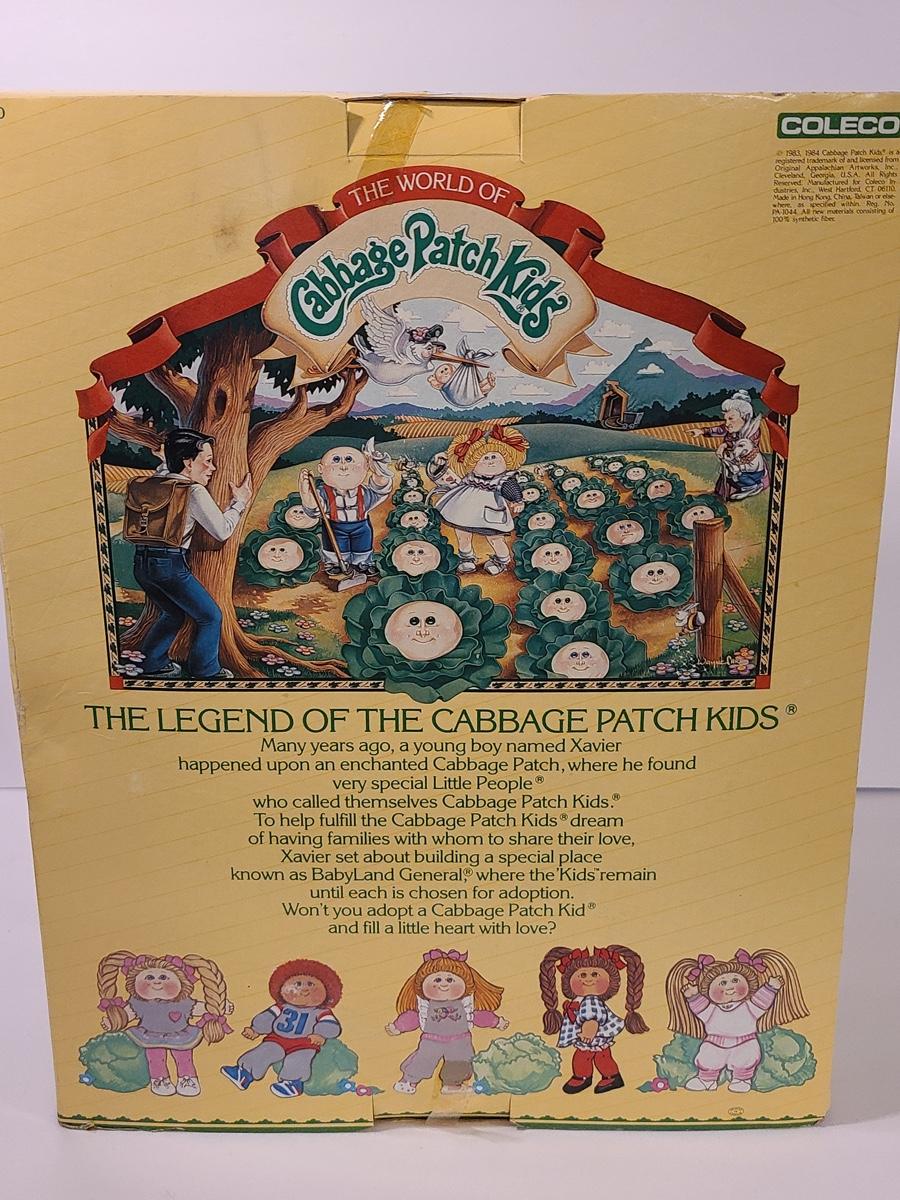 COLECO
© 1983, 1984 Cabbage Patch Kids® is a
registered trademark of and licensed from
Original Appalachian Artworks, Inc.,
Cleveland, Georgia, U.S.A. All Rights
Reserved. Manufactured for Coleco In-
dustries, Inc., West Hartford, CT. 06110.
Made in Hong Kong, China, Taiwan or else-
where, as specified within. Reg. No.
PA-1044. All new materials consisting of
100% synthetic fiber.
THE WORLD OF
Cabbage Patch Kids®
THE LEGEND OF THE CABBAGE PATCH KIDS®
Many years ago, a young boy named Xavier
happened upon an enchanted Cabbage Patch, where he found
very special Little People®
who called themselves Cabbage Patch Kids.®
To help fulfill the Cabbage Patch Kids® dream
of having families with whom to share their love,
Xavier set about building a special place
known as BabyLand General,® where the 'Kids™ remain
until each is chosen for adoption.
Won't you adopt a Cabbage Patch Kid®
and fill a little heart with love?
31